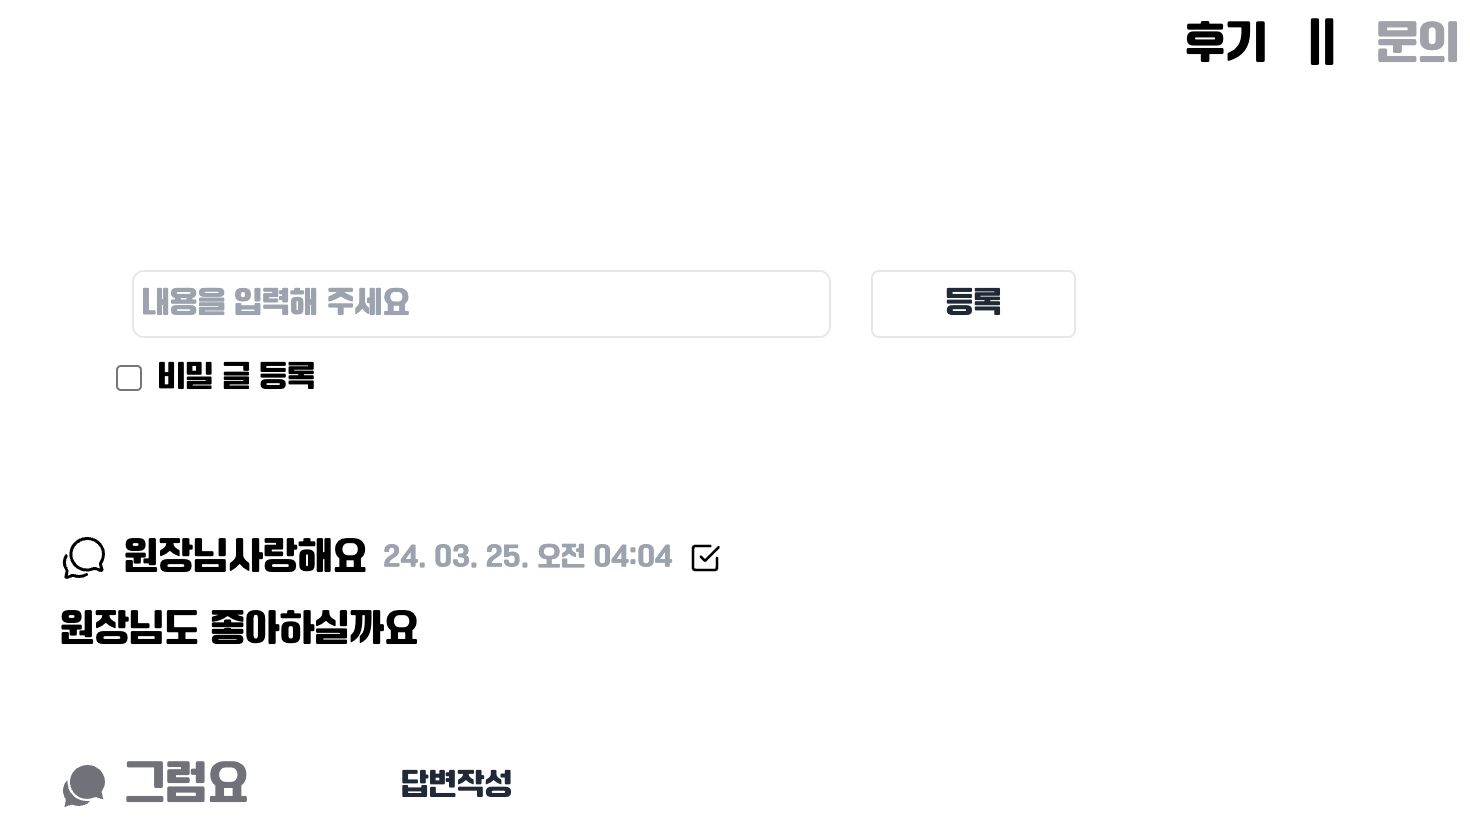 후기 || 문의
내용을 입력해 주세요 등록
비밀 글 등록
원장님사랑해요 24. 03. 25. 오전 04:04
원장님도 좋아하실까요
그럼요 답변작성